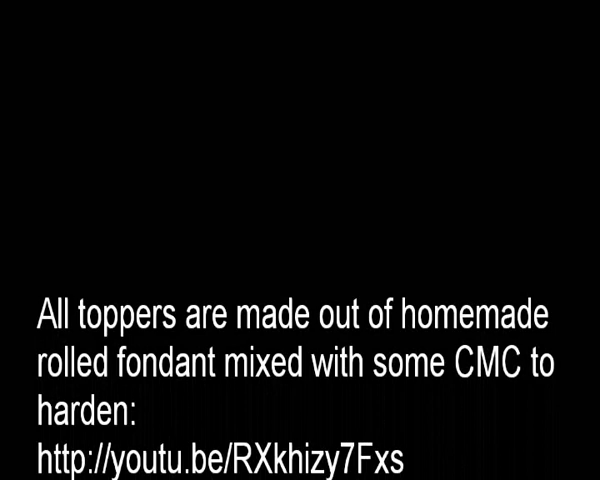 All toppers are made out of homemade
rolled fondant mixed with some CMC to
harden:
http://youtu.be/RXkhizy7Fxs